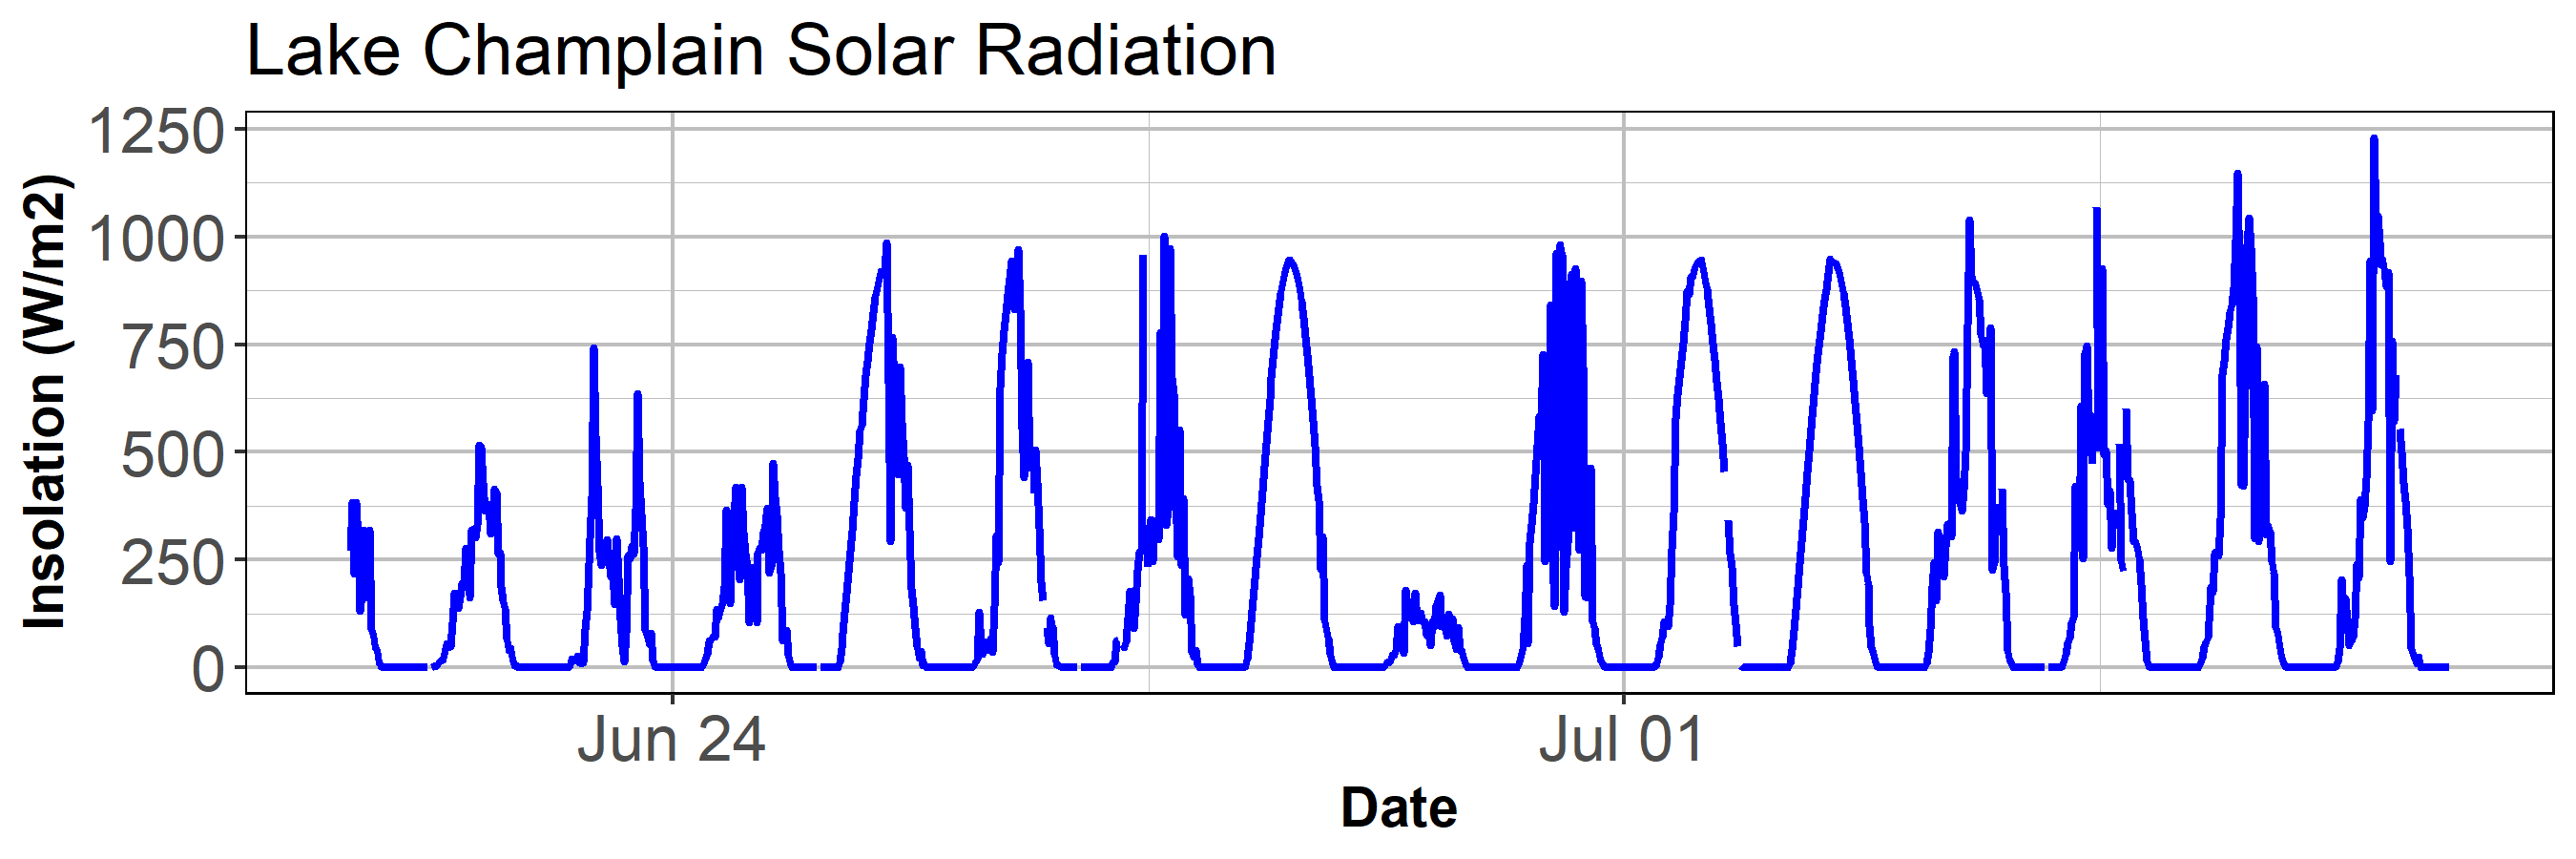 Lake Champlain Solar Radiation
1250
1000
750
500
250
0
Insolation (W/m2)
Jun 24
Jul 01
Date